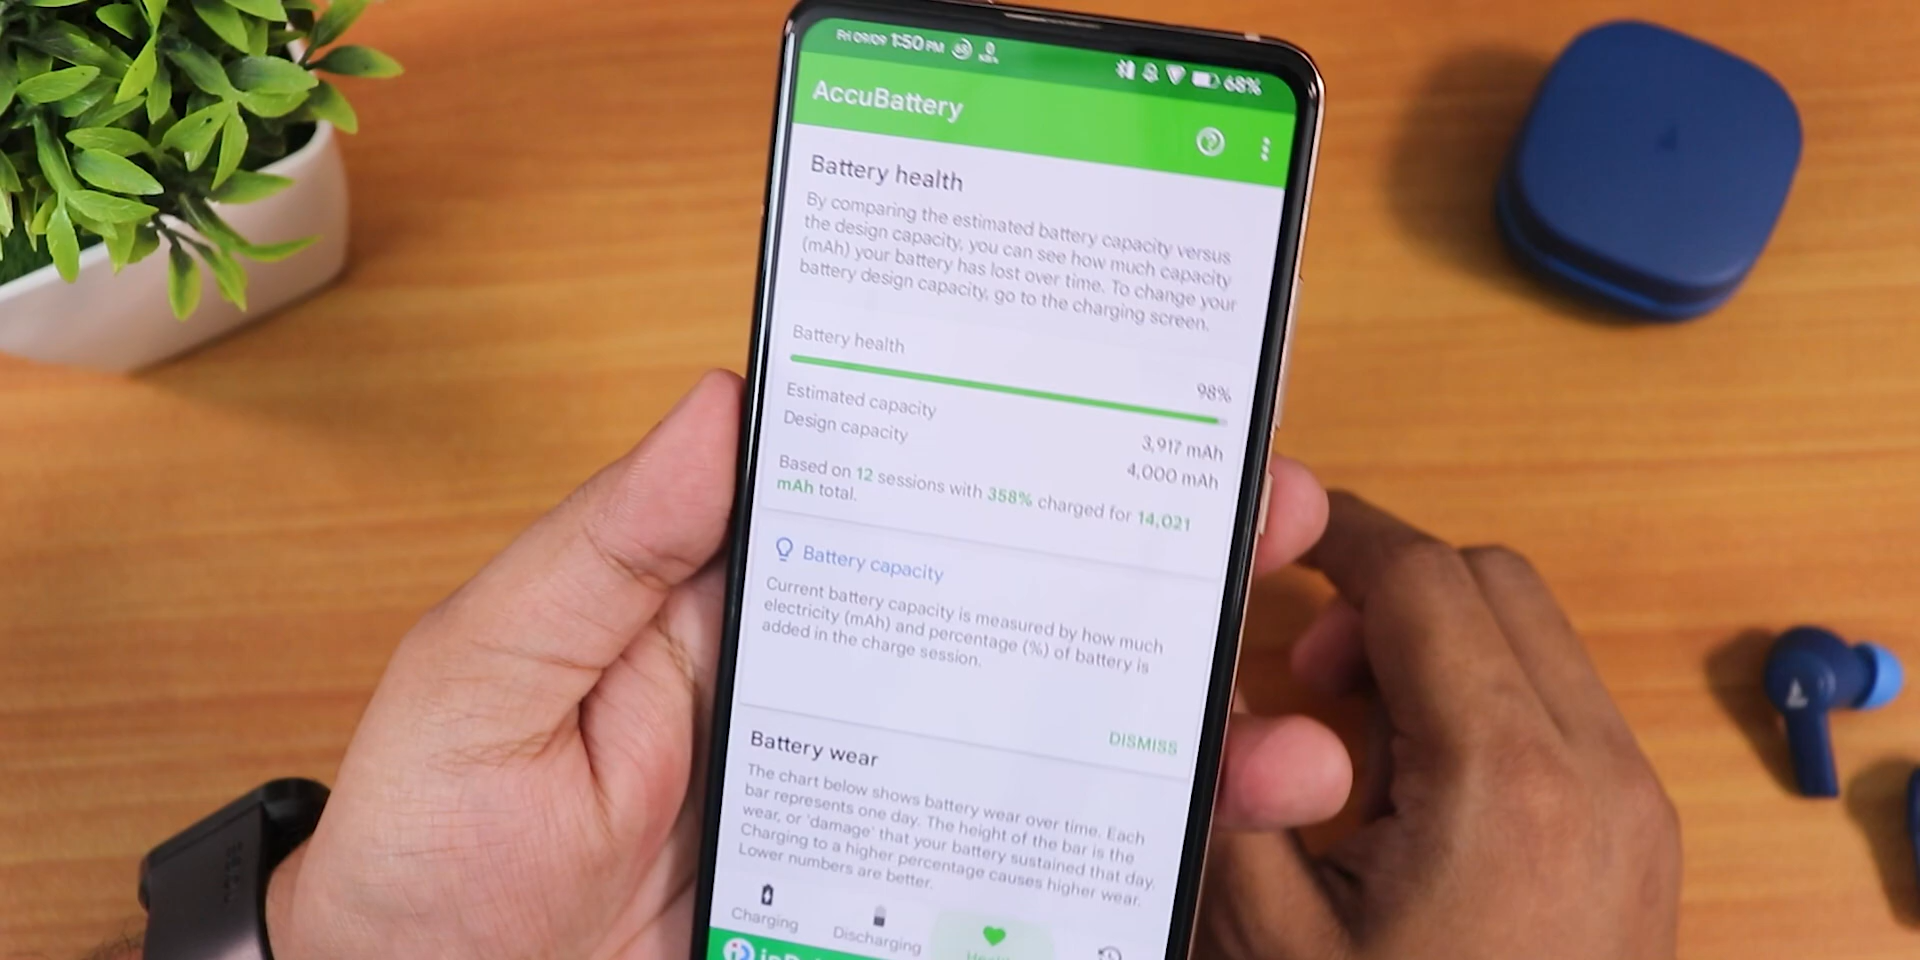 Fri 09/09 1:50 PM 68%
AccuBattery
Battery health
By comparing the estimated battery capacity versus
the design capacity, you can see how much capacity
(mAh) your battery has lost over time. To change your
battery design capacity, go to the charging screen.
Battery health
98%
Estimated capacity 3,917 mAh
Design capacity 4,000 mAh
Based on 12 sessions with 358% charged for 14,021
mAh total.
Battery capacity
Current battery capacity is measured by how much
electricity (mAh) and percentage (%) of battery is
added in the charge session.
DISMISS
Battery wear
The chart below shows battery wear over time. Each
bar represents one day. The height of the bar is the
wear, or 'damage' that your battery sustained that day.
Charging to a higher percentage causes higher wear.
Lower numbers are better.
Charging
Discharging